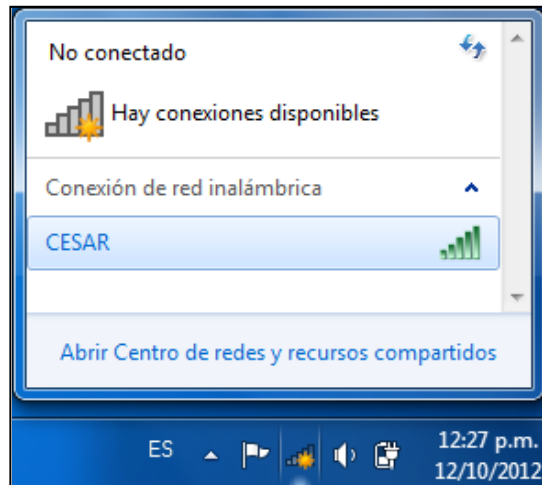 No conectado
Hay conexiones disponibles
Conexión de red inalámbrica
CESAR
Abrir Centro de redes y recursos compartidos
ES
12:27 p.m.
12/10/2012